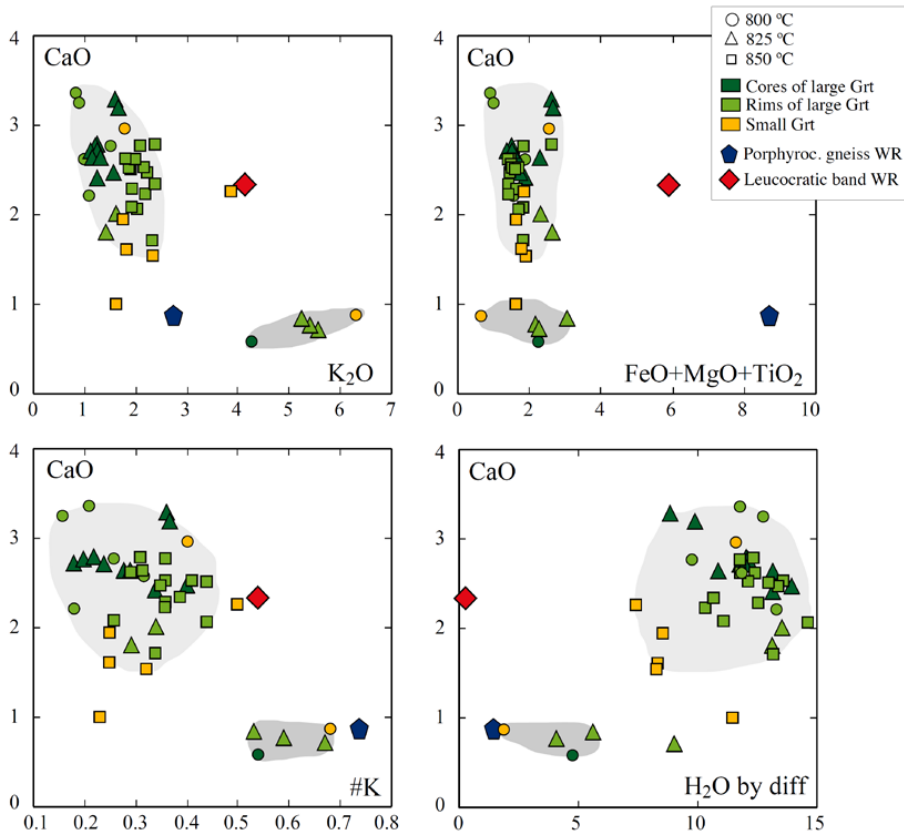 CaO
4
3
2
1
0
0 1 2 3 4 5 6 7
K₂O
CaO
4
3
2
1
0
0 2 4 6 8 10
FeO+MgO+TiO₂
800 ºC
825 ºC
850 ºC
Cores of large Grt
Rims of large Grt
Small Grt
Porphyroc. gneiss WR
Leucocratic band WR
CaO
4
3
2
1
0
0.1 0.2 0.3 0.4 0.5 0.6 0.7 0.8
#K
CaO
4
3
2
1
0
0 5 10 15
H₂O by diff